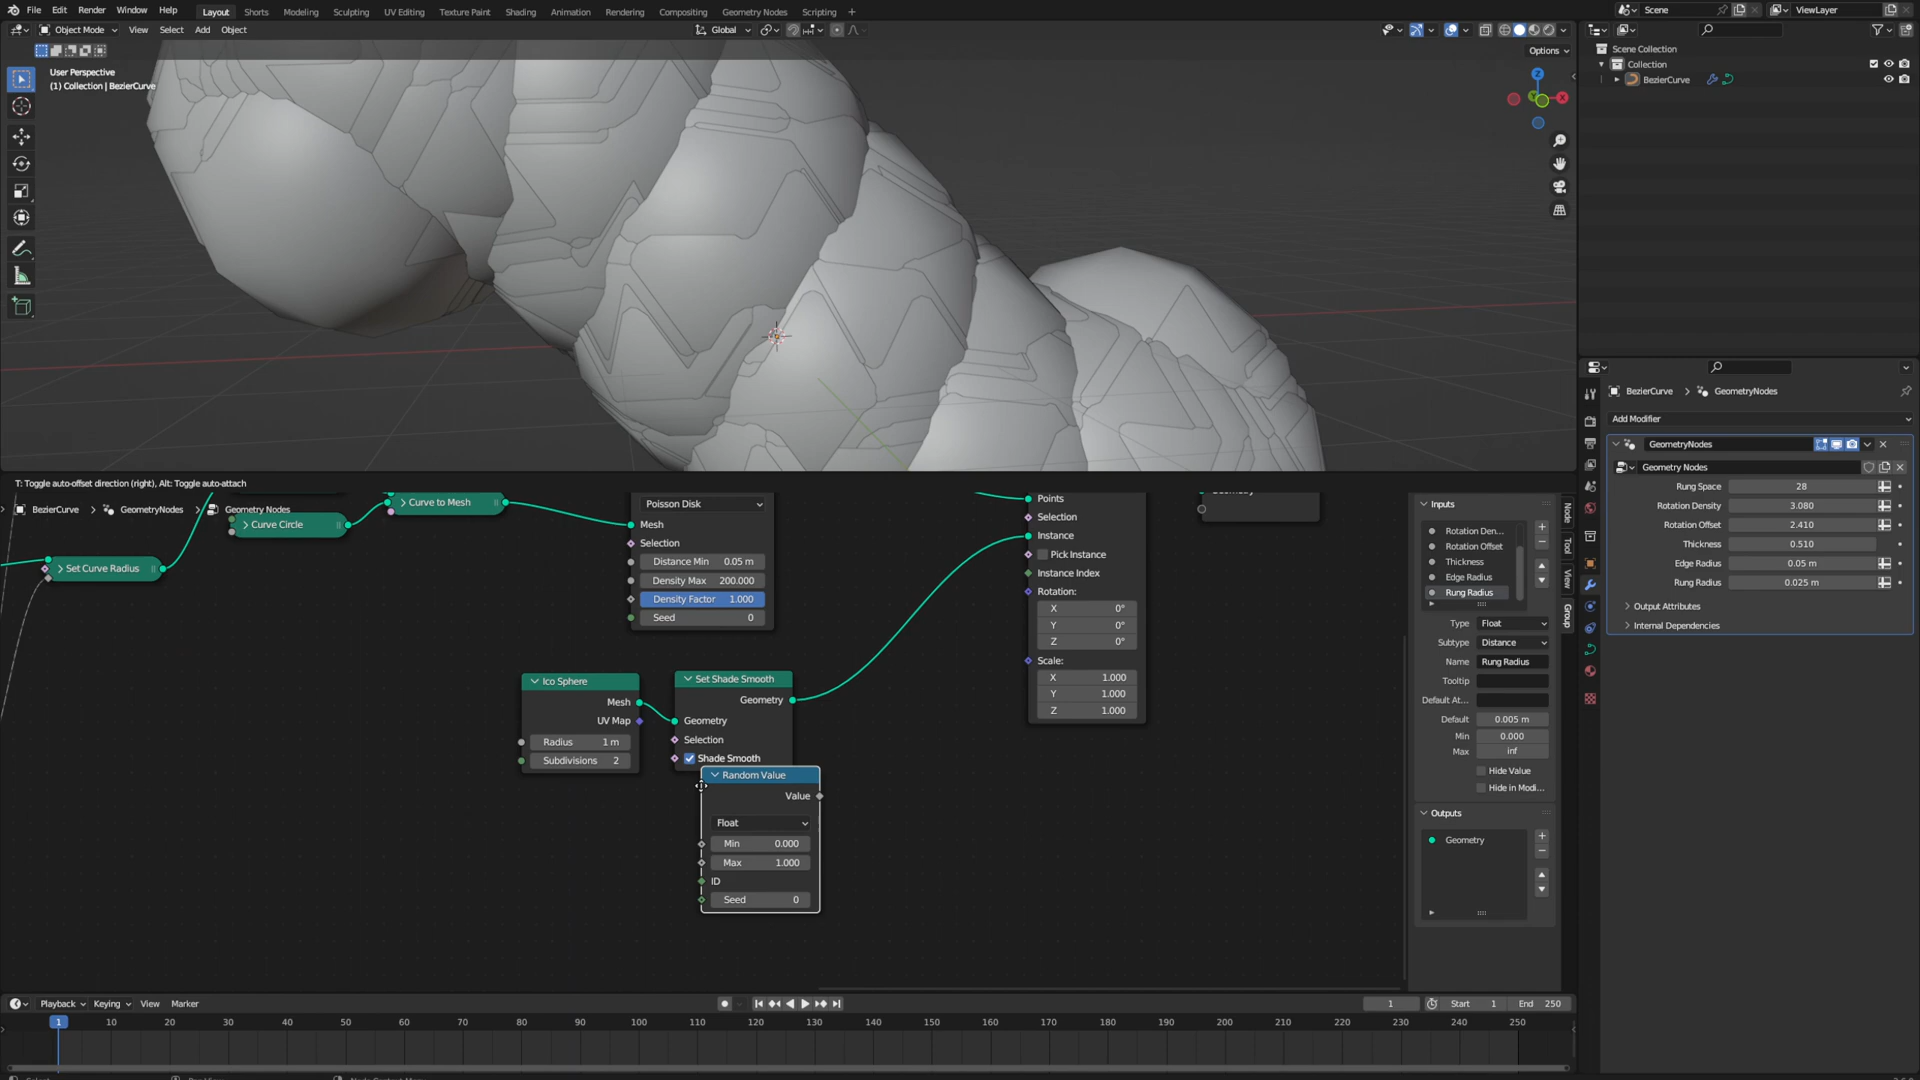 File Edit Render Window Help Layout Shorts Modeling Sculpting UV Editing Texture Paint Shading Animation Rendering Compositing Geometry Nodes Scripting + Scene ViewLayer
Object Mode View Select Add Object Global
Options
User Perspective
(1) Collection | BezierCurve
Z
X
Y
Scene Collection
Collection
BezierCurve
BezierCurve > GeometryNodes
Add Modifier
GeometryNodes
Geometry Nodes
Rung Space 28
Rotation Density 3.080
Rotation Offset 2.410
Thickness 0.510
Edge Radius 0.05 m
Rung Radius 0.025 m
Output Attributes
Internal Dependencies
T: Toggle auto-offset direction (right), Alt: Toggle auto-attach
BezierCurve > GeometryNodes > Geometry Nodes
Curve Circle
Curve to Mesh
Set Curve Radius
Poisson Disk
Mesh
Selection
Distance Min 0.05 m
Density Max 200.000
Density Factor 1.000
Seed 0
Ico Sphere
Mesh
UV Map
Radius 1 m
Subdivisions 2
Set Shade Smooth
Geometry
Geometry
Selection
Shade Smooth
Random Value
Value
Float
Min 0.000
Max 1.000
ID
Seed 0
Points
Selection
Instance
Pick Instance
Instance Index
Rotation:
X 0°
Y 0°
Z 0°
Scale:
X 1.000
Y 1.000
Z 1.000
Inputs
Rotation Den...
Rotation Offset
Thickness
Edge Radius
Rung Radius
Type Float
Subtype Distance
Name Rung Radius
Tooltip
Default At...
Default 0.005 m
Min 0.000
Max inf
Hide Value
Hide in Modi...
Outputs
Geometry
Node
Tool
View
Group
Playback Keying View Marker 1 Start 1 End 250
1 10 20 30 40 50 60 70 80 90 100 110 120 130 140 150 160 170 180 190 200 210 220 230 240 250